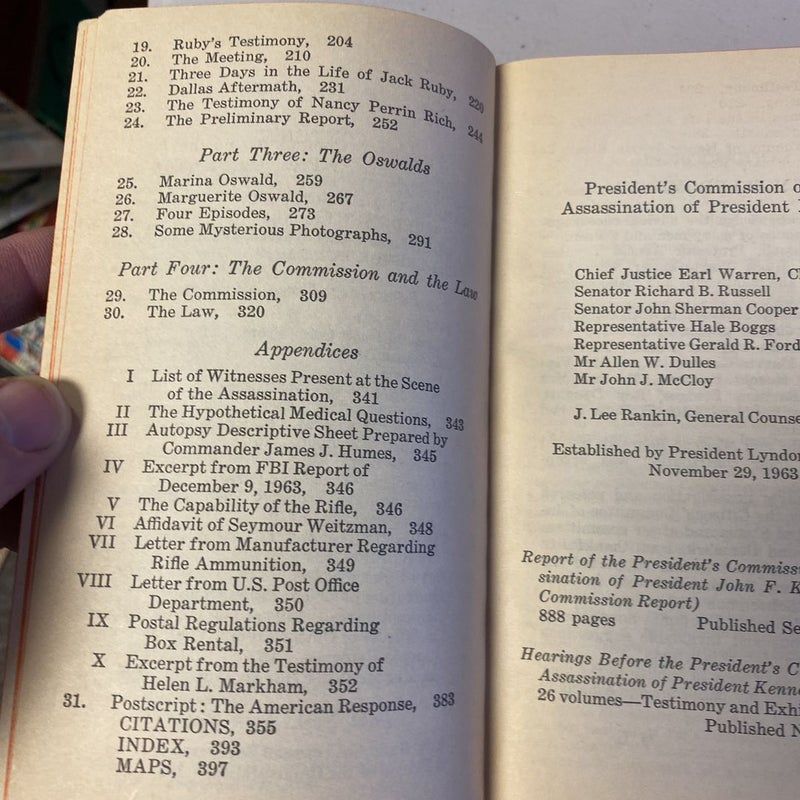 19. Ruby's Testimony, 204
20. The Meeting, 210
21. Three Days in the Life of Jack Ruby, 220
22. Dallas Aftermath, 231
23. The Testimony of Nancy Perrin Rich, 244
24. The Preliminary Report, 252
Part Three: The Oswalds
25. Marina Oswald, 259
26. Marguerite Oswald, 267
27. Four Episodes, 273
28. Some Mysterious Photographs, 291
Part Four: The Commission and the Law
29. The Commission, 309
30. The Law, 320
Appendices
I List of Witnesses Present at the Scene
of the Assassination, 341
II The Hypothetical Medical Questions, 343
III Autopsy Descriptive Sheet Prepared by
Commander James J. Humes, 345
IV Excerpt from FBI Report of
December 9, 1963, 346
V The Capability of the Rifle, 346
VI Affidavit of Seymour Weitzman, 348
VII Letter from Manufacturer Regarding
Rifle Ammunition, 349
VIII Letter from U.S. Post Office
Department, 350
IX Postal Regulations Regarding
Box Rental, 351
X Excerpt from the Testimony of
Helen L. Markham, 352
31. Postscript: The American Response, 383
CITATIONS, 355
INDEX, 393
MAPS, 397
President's Commission o
Assassination of President
Chief Justice Earl Warren, C
Senator Richard B. Russell
Senator John Sherman Cooper
Representative Hale Boggs
Representative Gerald R. Ford
Mr Allen W. Dulles
Mr John J. McCloy
J. Lee Rankin, General Counse
Established by President Lyndon
November 29, 1963
Report of the President's Commiss
sination of President John F. K
Commission Report)
888 pages Published Se
Hearings Before the President's C
Assassination of President Kenne
26 volumes—Testimony and Exhi
Published N